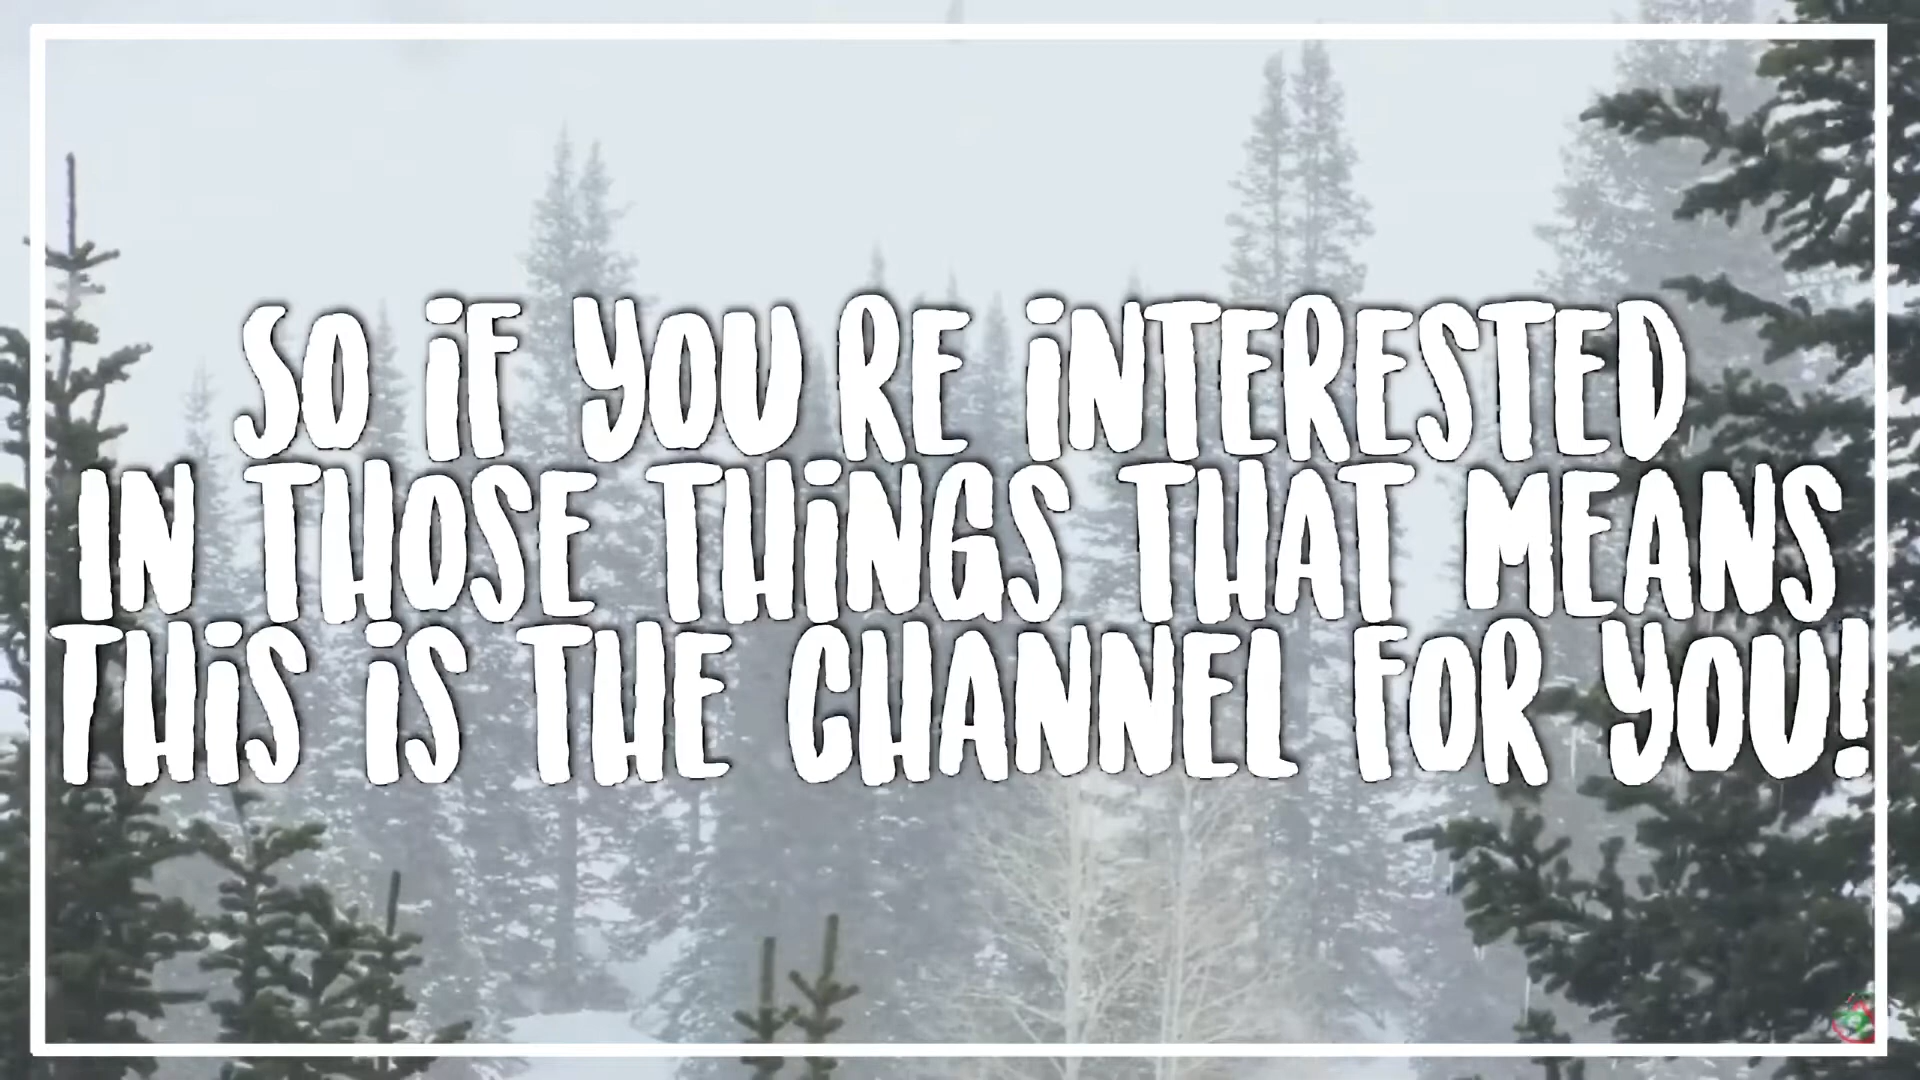 SO iF YOU RE iNTERESTED
IN THOSE THiNGS THAT MEANS
THiS iS THE CHANNEL FOR YOU!